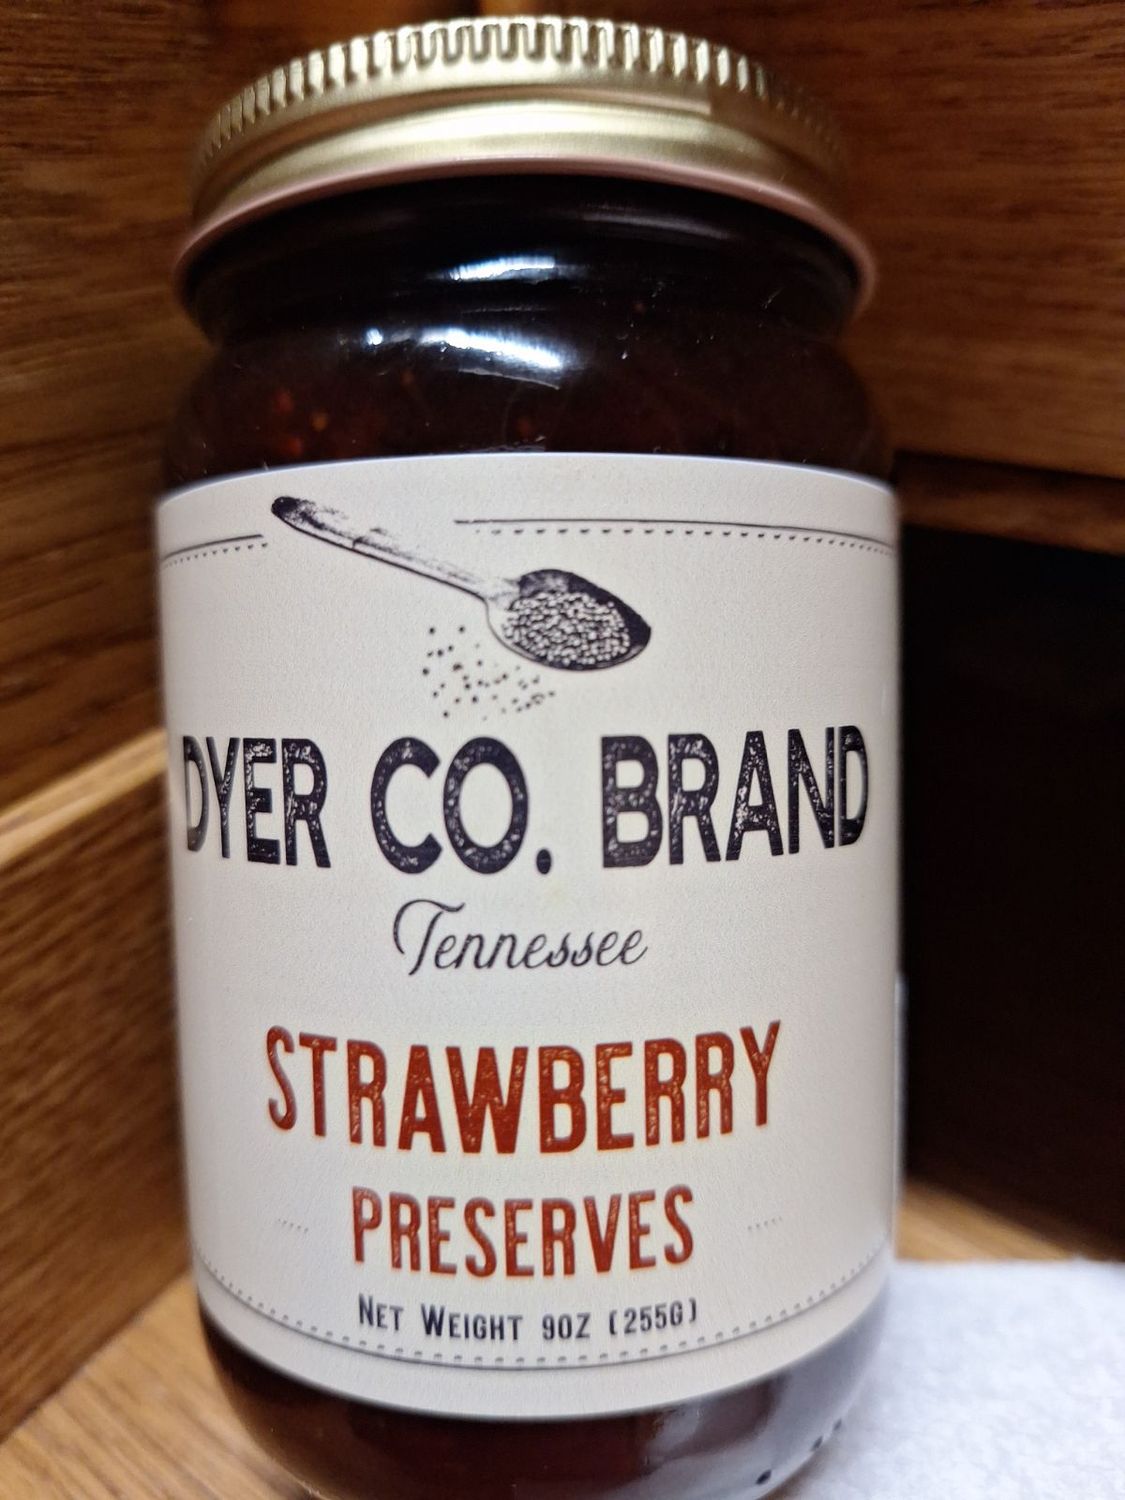 DYER CO. BRAND
Tennessee
STRAWBERRY
PRESERVES
NET WEIGHT 9OZ (255G)